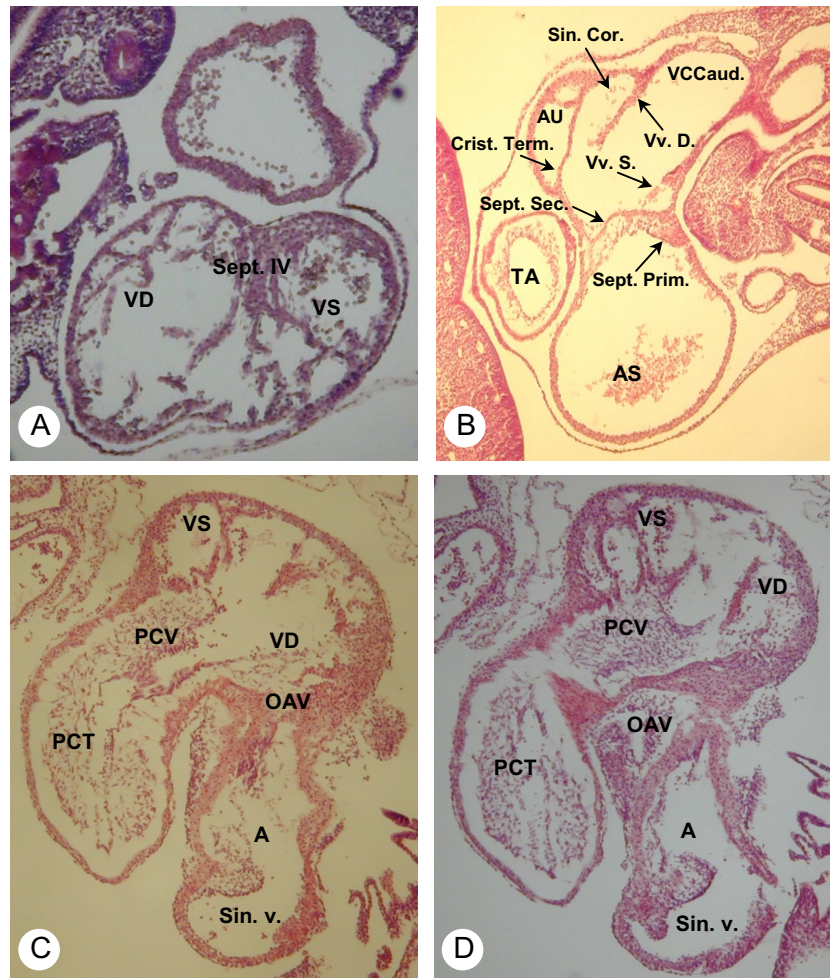 Sept. IV
VD
VS
A
Sin. Cor.
VCCaud.
AU
Vv. D.
Crist. Term.
Vv. S.
Sept. Sec.
TA
Sept. Prim.
AS
B
VS
PCV
VD
OAV
PCT
A
Sin. v.
C
VS
VD
PCV
OAV
PCT
A
Sin. v.
D